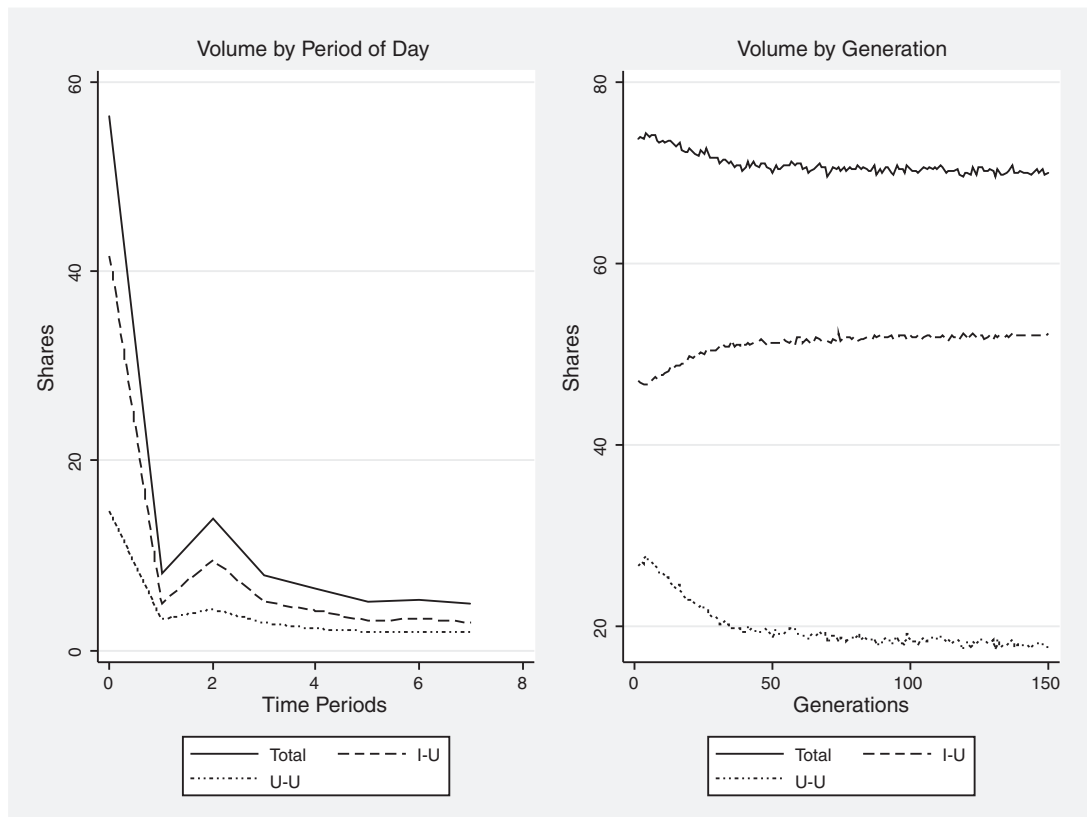 Volume by Period of Day
60
40
20
0
Shares
0 2 4 6 8
Time Periods
Total I-U
U-U
Volume by Generation
80
60
40
20
Shares
0 50 100 150
Generations
Total I-U
U-U